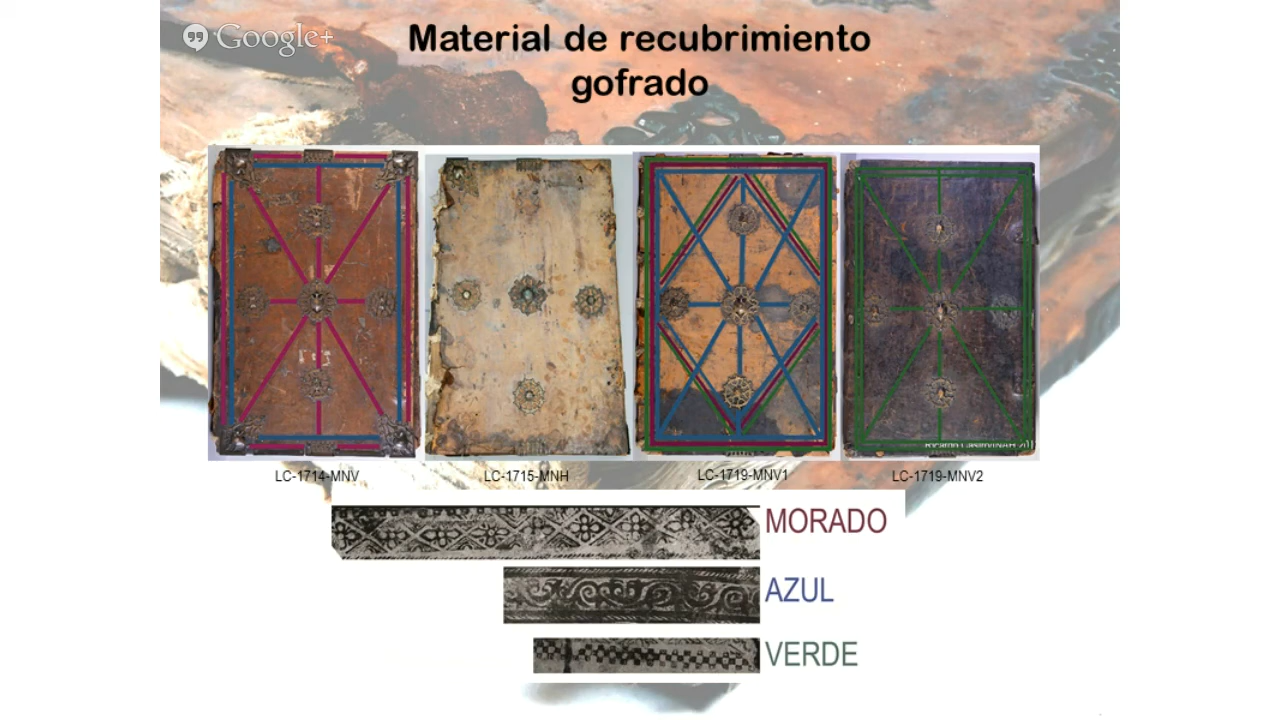 Google+
Material de recubrimiento
gofrado
LC-1714-MNV
LC-1715-MNH
LC-1719-MNV1
LC-1719-MNV2
MORADO
AZUL
VERDE